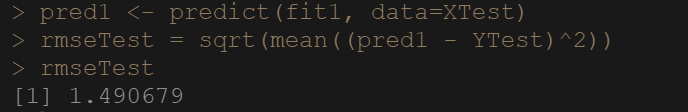 > pred1 <- predict(fit1, data=XTest)
> rmseTest = sqrt(mean((pred1 - YTest)^2))
> rmseTest
[1] 1.490679